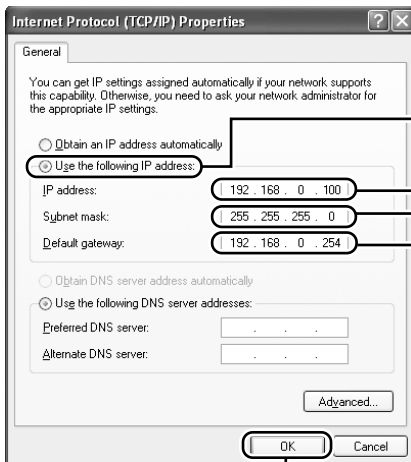 Internet Protocol (TCP/IP) Properties
General
You can get IP settings assigned automatically if your network supports
this capability. Otherwise, you need to ask your network administrator for
the appropriate IP settings.
Obtain an IP address automatically
Use the following IP address:
IP address: 192 . 168 . 0 . 100
Subnet mask: 255 . 255 . 255 . 0
Default gateway: 192 . 168 . 0 . 254
Obtain DNS server address automatically
Use the following DNS server addresses:
Preferred DNS server: . . .
Alternate DNS server: . . .
Advanced...
OK Cancel